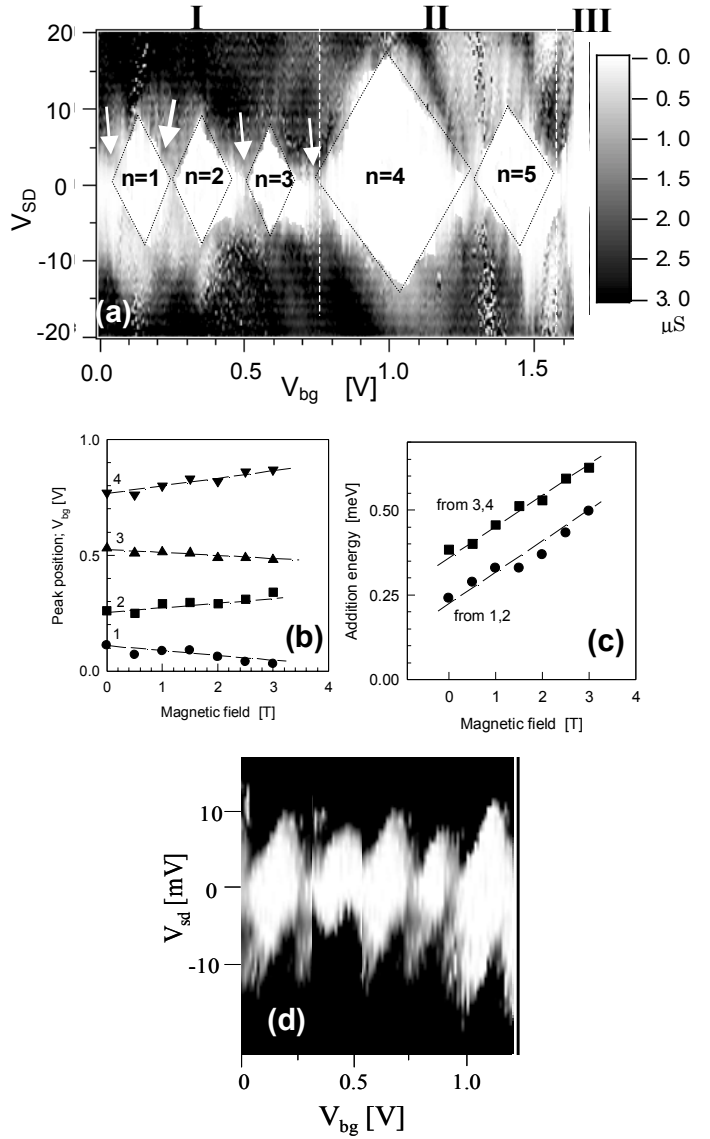 I II III
20
10
0
-10
-20
V_SD
n=1 n=2 n=3 n=4 n=5
(a)
0.0 0.5 1.0 1.5
V_bg [V]
0.0
0.5
1.0
1.5
2.0
2.5
3.0
µS
1.0
0.5
0.0
Peak position; V_bg [V]
4
3
2
1
(b)
0 1 2 3 4
Magnetic field [T]
0.50
0.25
0.00
Addition energy [meV]
from 3,4
from 1,2
(c)
0 1 2 3 4
Magnetic field [T]
10
0
-10
V_sd [mV]
(d)
0 0.5 1.0
V_bg [V]